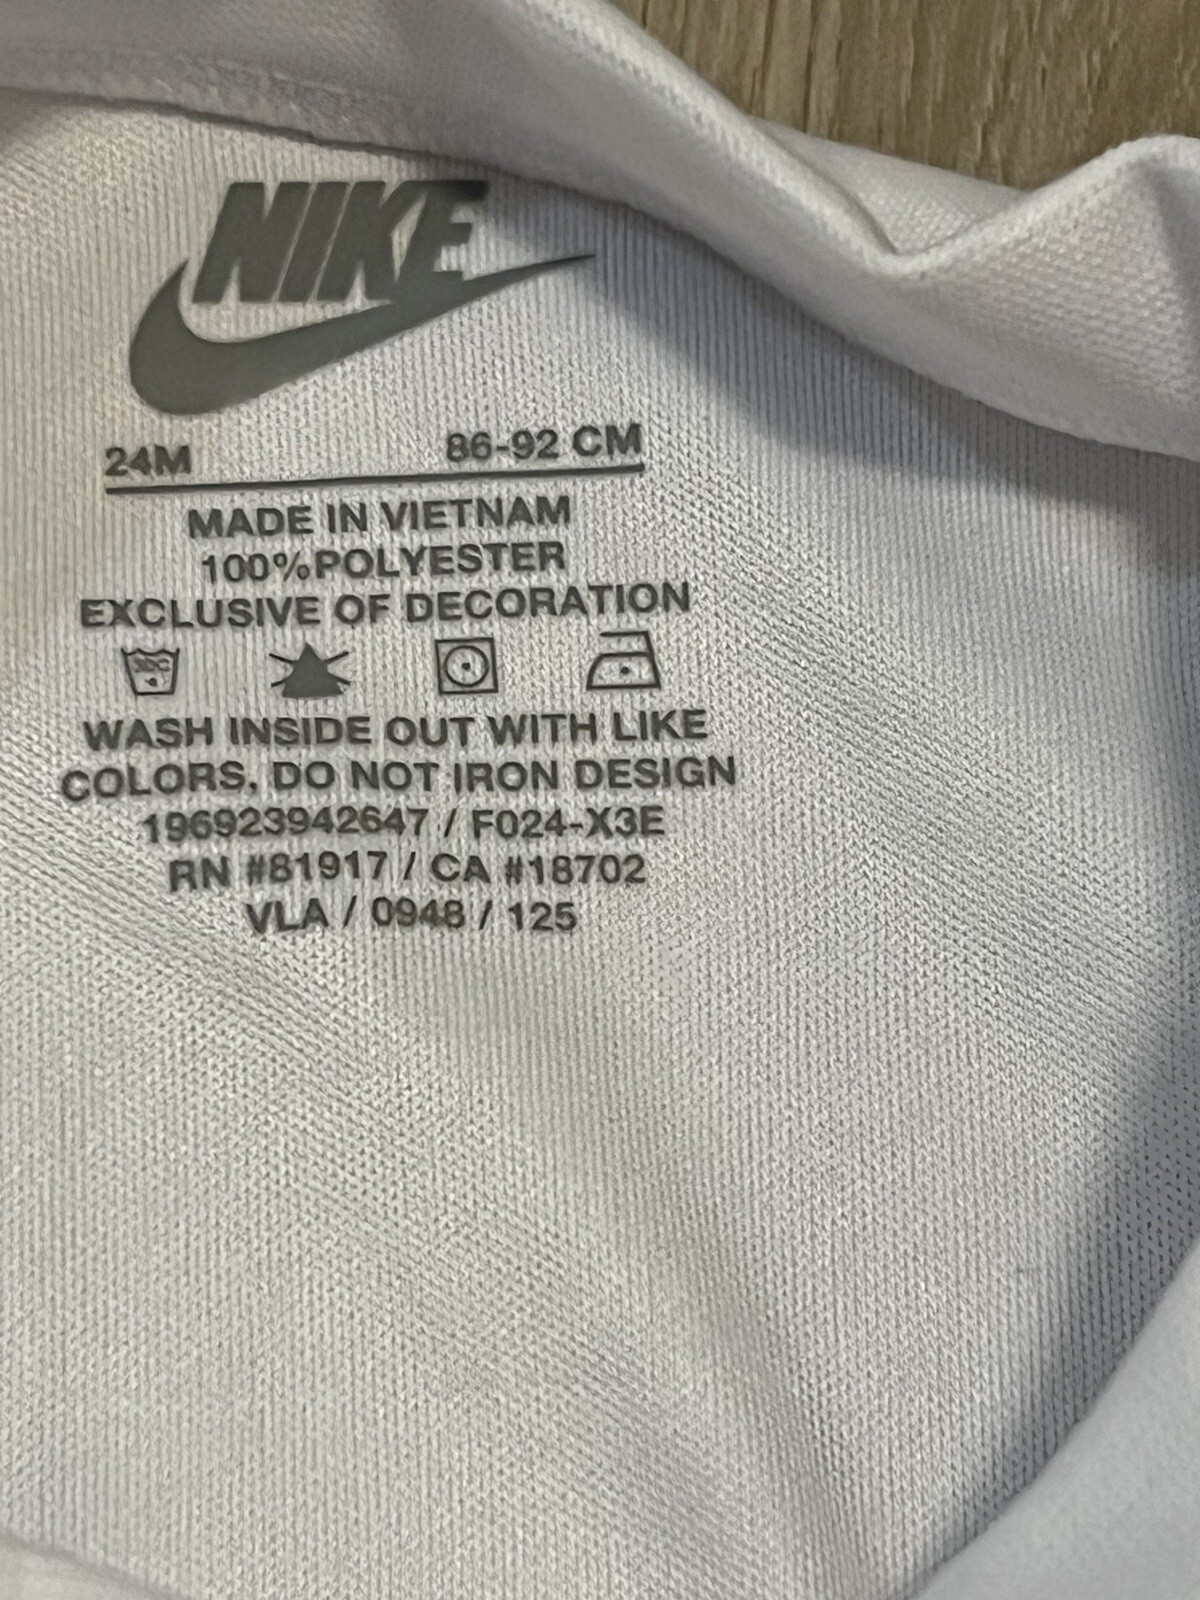 NIKE
24M 86-92 CM
MADE IN VIETNAM
100%POLYESTER
EXCLUSIVE OF DECORATION
30C
WASH INSIDE OUT WITH LIKE
COLORS. DO NOT IRON DESIGN
196923942647 / F024-X3E
RN #81917 / CA #18702
VLA / 0948 / 125